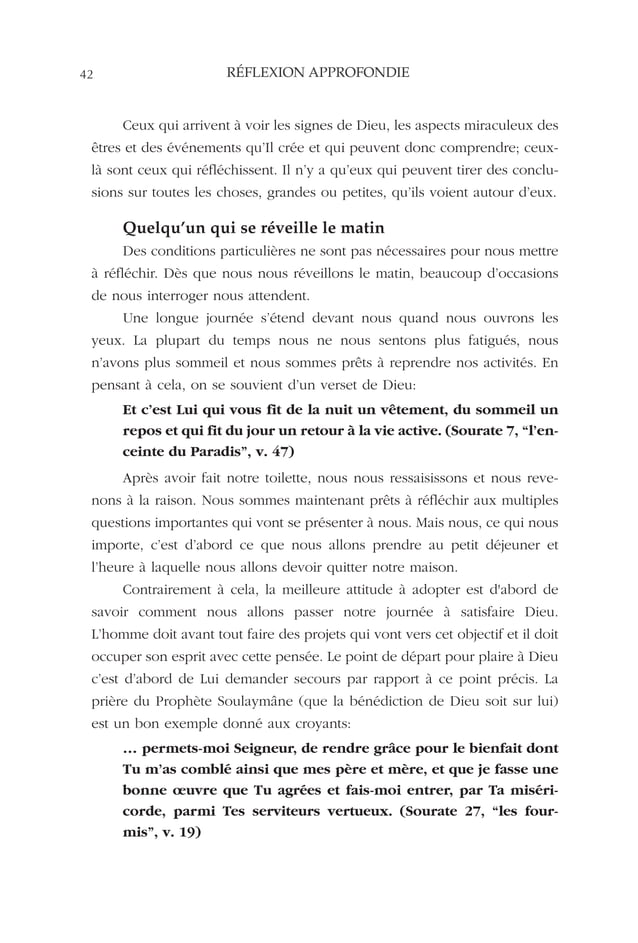 42
RÉFLEXION APPROFONDIE
Ceux qui arrivent à voir les signes de Dieu, les aspects miraculeux des
êtres et des événements qu’Il crée et qui peuvent donc comprendre; ceux-
là sont ceux qui réfléchissent. Il n’y a qu’eux qui peuvent tirer des conclu-
sions sur toutes les choses, grandes ou petites, qu’ils voient autour d’eux.
Quelqu’un qui se réveille le matin
Des conditions particulières ne sont pas nécessaires pour nous mettre
à réfléchir. Dès que nous nous réveillons le matin, beaucoup d’occasions
de nous interroger nous attendent.
Une longue journée s’étend devant nous quand nous ouvrons les
yeux. La plupart du temps nous ne nous sentons plus fatigués, nous
n’avons plus sommeil et nous sommes prêts à reprendre nos activités. En
pensant à cela, on se souvient d’un verset de Dieu:
Et c’est Lui qui vous fit de la nuit un vêtement, du sommeil un
repos et qui fit du jour un retour à la vie active. (Sourate 7, “l’en-
ceinte du Paradis”, v. 47)
Après avoir fait notre toilette, nous nous ressaisissons et nous reve-
nons à la raison. Nous sommes maintenant prêts à réfléchir aux multiples
questions importantes qui vont se présenter à nous. Mais nous, ce qui nous
importe, c’est d’abord ce que nous allons prendre au petit déjeuner et
l’heure à laquelle nous allons devoir quitter notre maison.
Contrairement à cela, la meilleure attitude à adopter est d'abord de
savoir comment nous allons passer notre journée à satisfaire Dieu.
L’homme doit avant tout faire des projets qui vont vers cet objectif et il doit
occuper son esprit avec cette pensée. Le point de départ pour plaire à Dieu
c’est d’abord de Lui demander secours par rapport à ce point précis. La
prière du Prophète Soulaymâne (que la bénédiction de Dieu soit sur lui)
est un bon exemple donné aux croyants:
… permets-moi Seigneur, de rendre grâce pour le bienfait dont
Tu m’as comblé ainsi que mes père et mère, et que je fasse une
bonne œuvre que Tu agrées et fais-moi entrer, par Ta miséri-
corde, parmi Tes serviteurs vertueux. (Sourate 27, “les four-
mis”, v. 19)